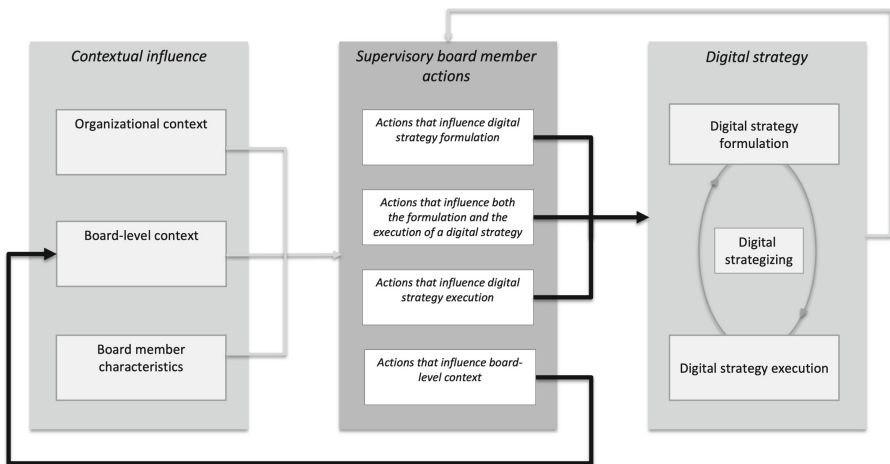 Contextual influence
Organizational context
Board-level context
Board member
characteristics
Supervisory board member
actions
Actions that influence digital
strategy formulation
Actions that influence both
the formulation and the
execution of a digital strategy
Actions that influence digital
strategy execution
Actions that influence board-
level context
Digital strategy
Digital strategy
formulation
Digital
strategizing
Digital strategy execution